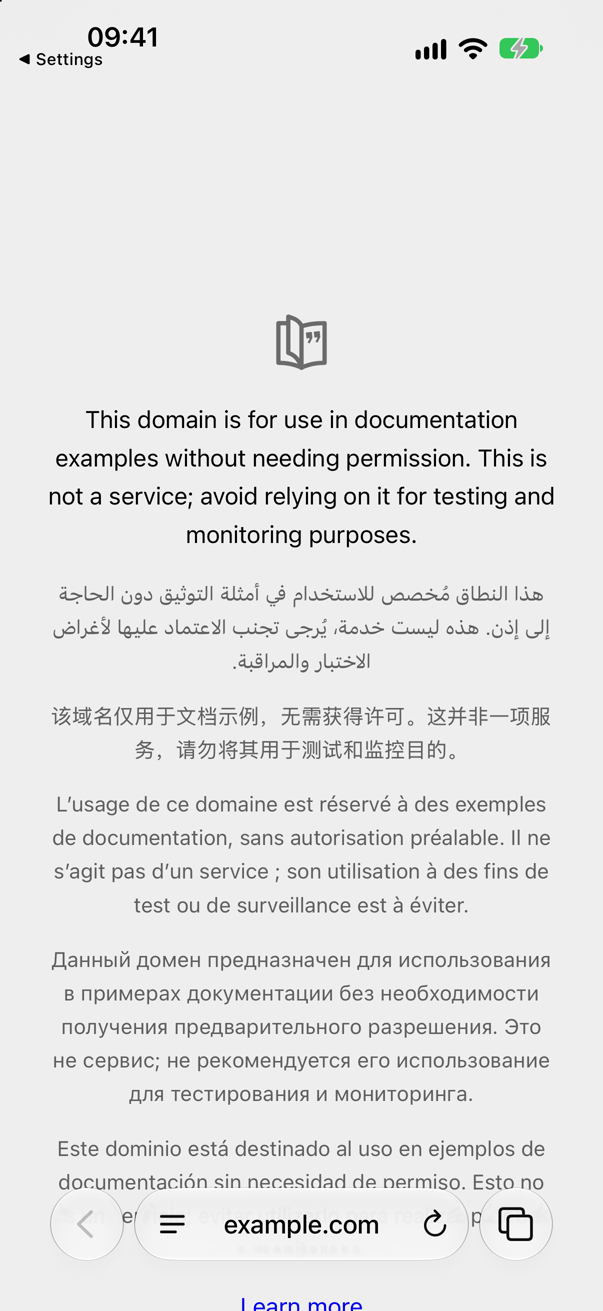 09:41
◀ Settings
This domain is for use in documentation
examples without needing permission. This is
not a service; avoid relying on it for testing and
monitoring purposes.
هذا النطاق مُخصص للاستخدام في أمثلة التوثيق دون الحاجة
إلى إذن. هذه ليست خدمة، يُرجى تجنب الاعتماد عليها لأغراض
الاختبار والمراقبة.
该域名仅用于文档示例，无需获得许可。这并非一项服
务，请勿将其用于测试和监控目的。
L’usage de ce domaine est réservé à des exemples
de documentation, sans autorisation préalable. Il ne
s’agit pas d’un service ; son utilisation à des fins de
test ou de surveillance est à éviter.
Данный домен предназначен для использования
в примерах документации без необходимости
получения предварительного разрешения. Это
не сервис; не рекомендуется его использование
для тестирования и мониторинга.
Este dominio está destinado al uso en ejemplos de
documentación sin necesidad de permiso. Esto no
example.com
Learn more